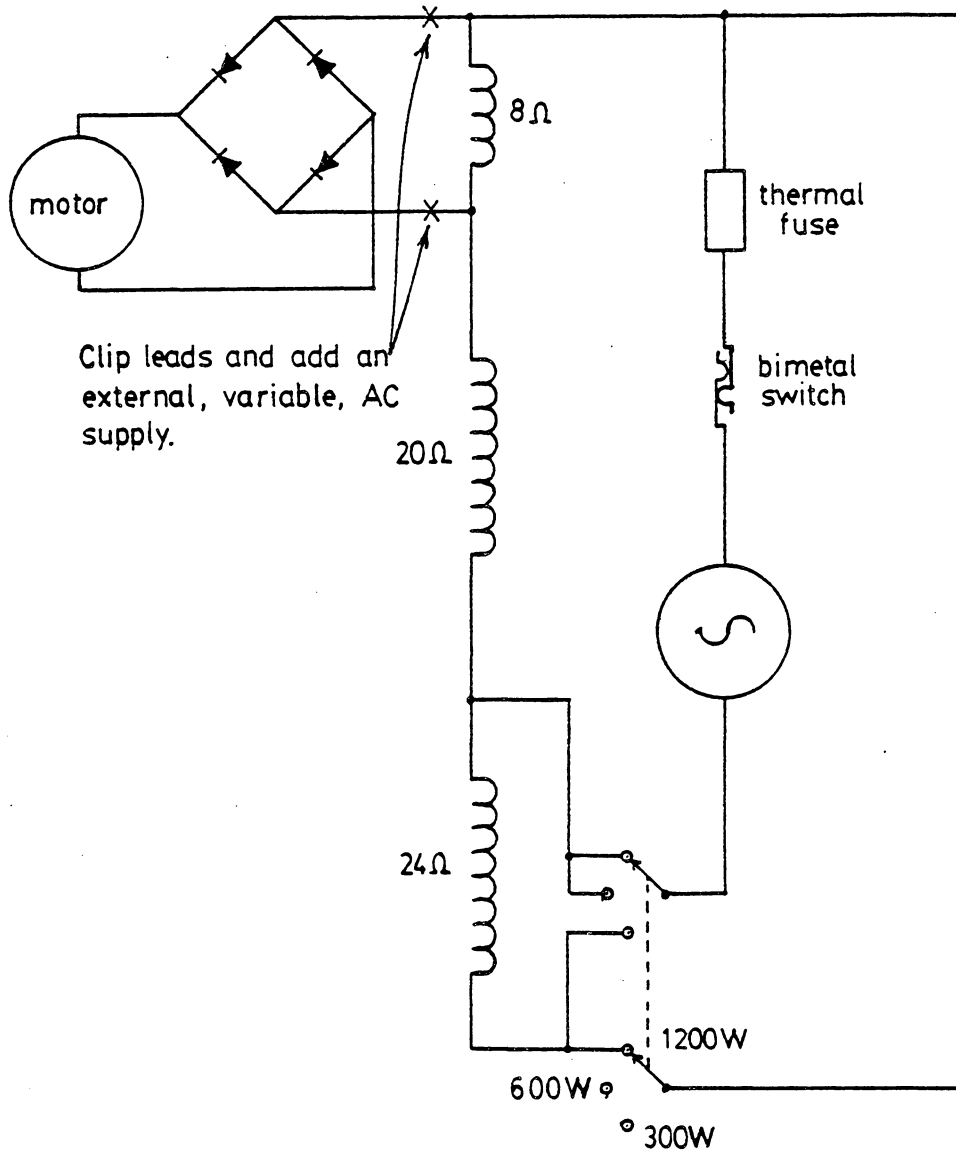 8Ω
motor
thermal
fuse
Clip leads and add an
external, variable, AC
supply.
bimetal
switch
20Ω
24Ω
1200W
600W
300W